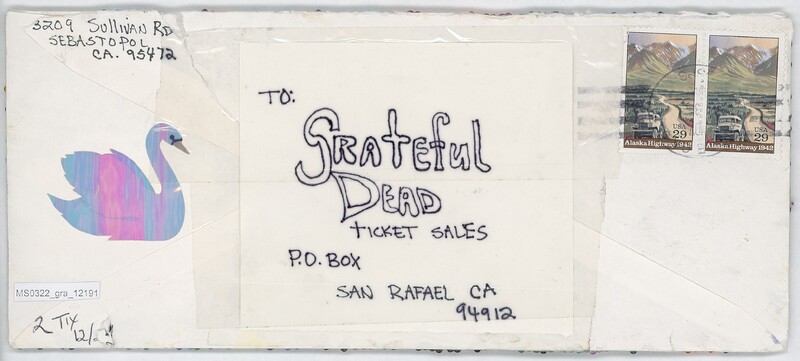 3209 SULLIVAN RD
SEBASTOPOL
CA. 95472
TO:
GRATEFUL
DEAD
TICKET SALES
P.O. BOX
SAN RAFAEL CA
94912
USA
29
Alaska Highway 1942
USA
29
Alaska Highway 1942
MS0322_gra_12191
2 TIX